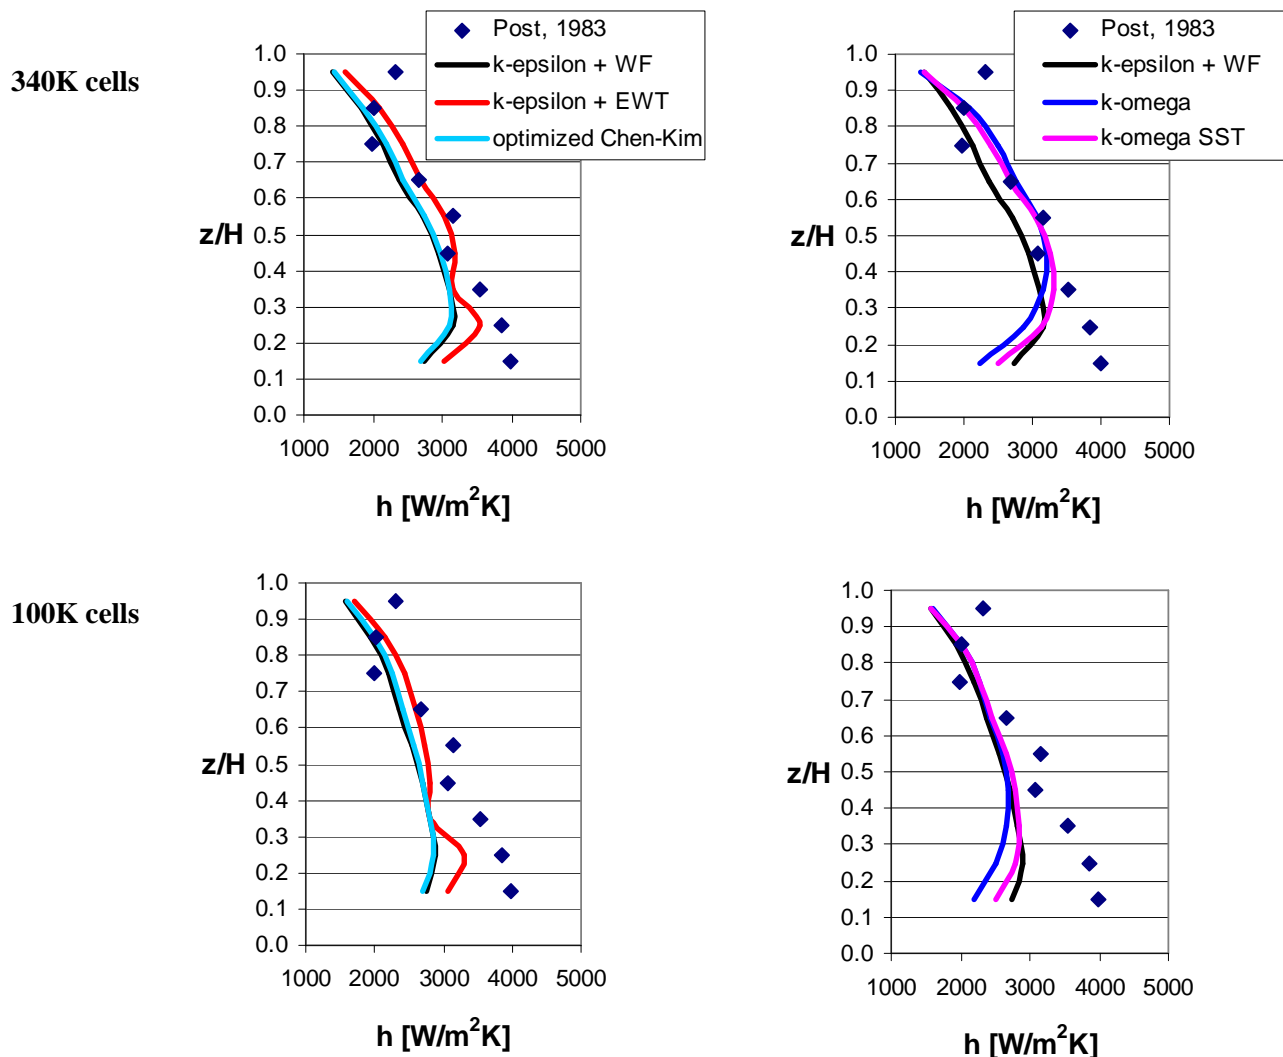 340K cells
Post, 1983
k-epsilon + WF
k-epsilon + EWT
optimized Chen-Kim
1.0
0.9
0.8
0.7
0.6
0.5
0.4
0.3
0.2
0.1
0.0
z/H
1000 2000 3000 4000 5000
h [W/m²K]
Post, 1983
k-epsilon + WF
k-omega
k-omega SST
1.0
0.9
0.8
0.7
0.6
0.5
0.4
0.3
0.2
0.1
0.0
z/H
1000 2000 3000 4000 5000
h [W/m²K]
100K cells
1.0
0.9
0.8
0.7
0.6
0.5
0.4
0.3
0.2
0.1
0.0
z/H
1000 2000 3000 4000 5000
h [W/m²K]
1.0
0.9
0.8
0.7
0.6
0.5
0.4
0.3
0.2
0.1
0.0
z/H
1000 2000 3000 4000 5000
h [W/m²K]